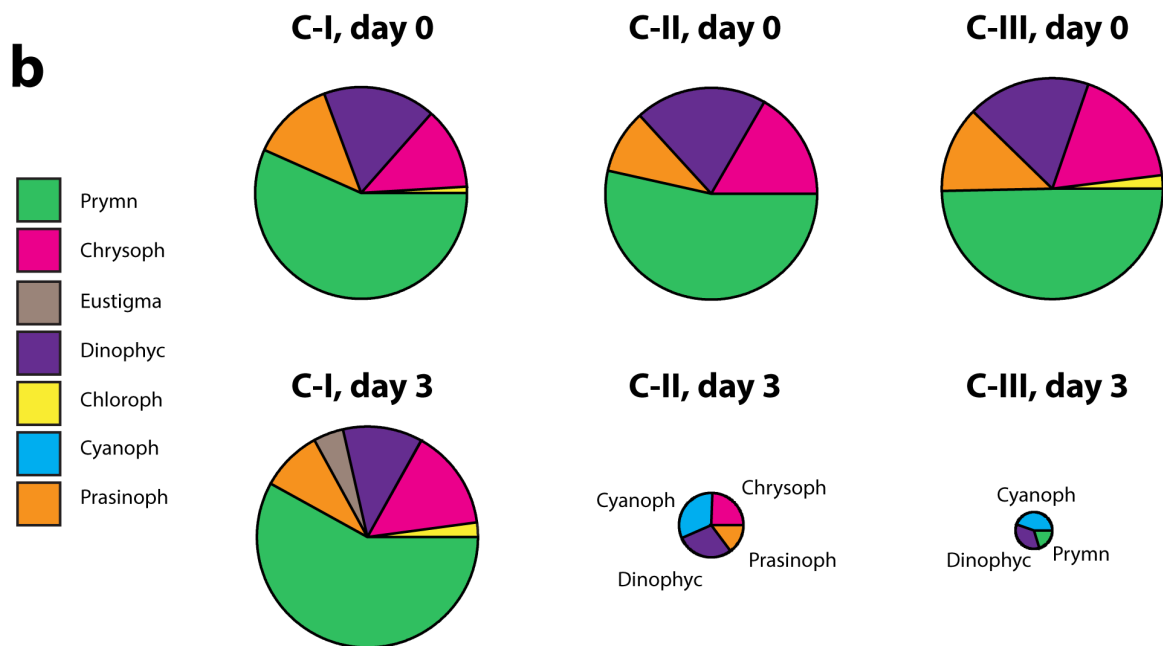 b
C-I, day 0
C-II, day 0
C-III, day 0
Prymn
Chrysoph
Eustigma
Dinophyc
Chloroph
Cyanoph
Prasinoph
C-I, day 3
C-II, day 3
C-III, day 3
Cyanoph
Chrysoph
Dinophyc
Prasinoph
Cyanoph
Dinophyc
Prymn